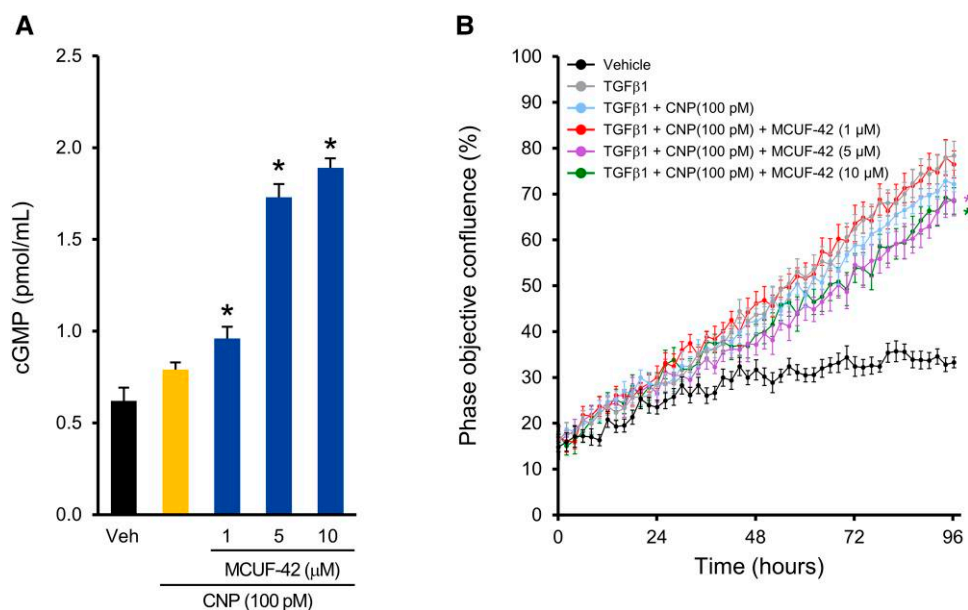 A
cGMP (pmol/mL)
2.5
2.0
1.5
1.0
0.5
0.0
* * *
Veh 1 5 10
MCUF-42 (μM)
CNP (100 pM)
B
Phase objective confluence (%)
100
90
80
70
60
50
40
30
20
10
0
Vehicle
TGFβ1
TGFβ1 + CNP(100 pM)
TGFβ1 + CNP(100 pM) + MCUF-42 (1 μM)
TGFβ1 + CNP(100 pM) + MCUF-42 (5 μM)
TGFβ1 + CNP(100 pM) + MCUF-42 (10 μM)
*
*
0 24 48 72 96
Time (hours)